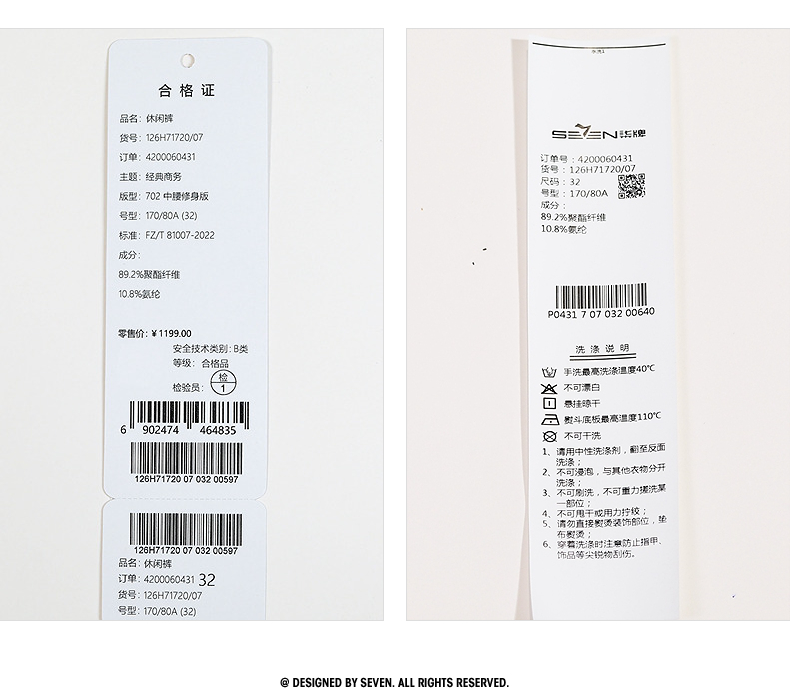 合格证
品名: 休闲裤
货号: 126H71720/07
订单: 4200060431
主题: 经典商务
版型: 702 中腰修身版
号型: 170/80A (32)
标准: FZ/T 81007-2022
成分:
89.2%聚酯纤维
10.8%氨纶
零售价: ¥1199.00
安全技术类别: B类
等级: 合格品
检验员: 检 1
6 902474 464835
126H71720 07 032 00597
126H71720 07 032 00597
品名: 休闲裤
订单: 4200060431 32
货号: 126H71720/07
号型: 170/80A (32)
SEVEN 柒牌
订单号: 4200060431
货号: 126H71720/07
尺码: 32
号型: 170/80A
成分:
89.2%聚酯纤维
10.8%氨纶
P0431 7 07 032 00640
洗涤说明
手洗最高洗涤温度40℃
不可漂白
悬挂晾干
熨斗底板最高温度110℃
不可干洗
1、请用中性洗涤剂，翻至反面
洗涤；
2、不可浸泡，与其他衣物分开
洗涤；
3、不可刷洗，不可重力搓洗某
一部位；
4、不可甩干或用力拧绞；
5、请勿直接熨烫装饰部位，垫
布熨烫；
6、穿着洗涤时注意防止指甲、
饰品等尖锐物刮伤。
@ DESIGNED BY SEVEN. ALL RIGHTS RESERVED.